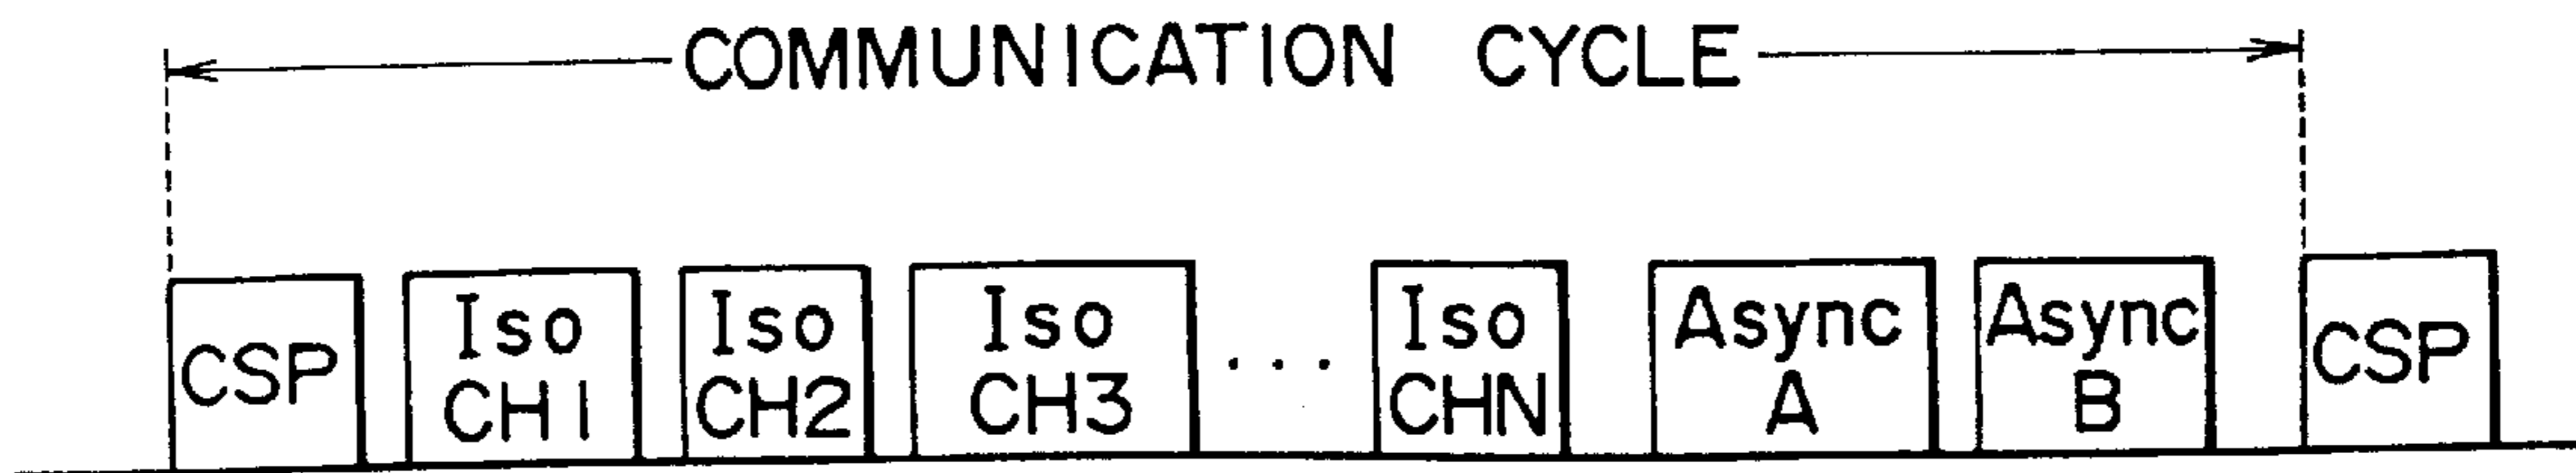 COMMUNICATION CYCLE
CSP
Iso
CH1
Iso
CH2
Iso
CH3
...
Iso
CHN
Async
A
Async
B
CSP